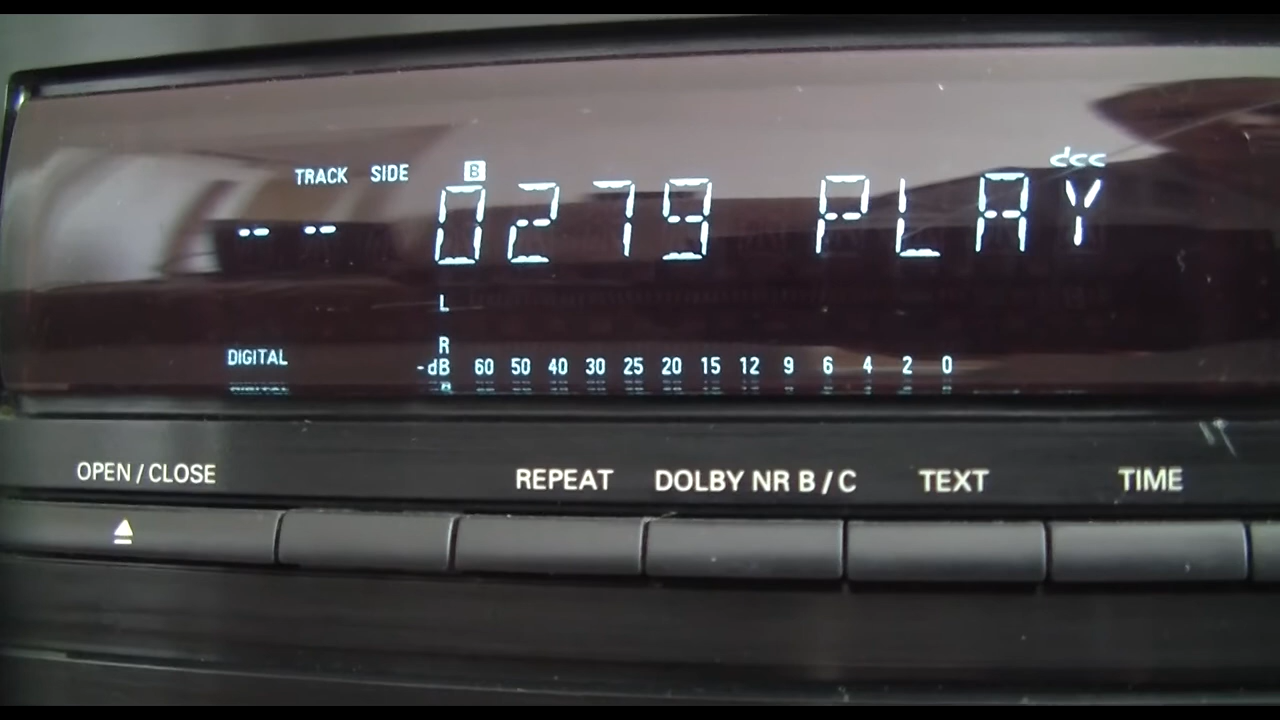 dcc
TRACK SIDE B
-- -- 0279 PLAY
L
R
DIGITAL -dB 60 50 40 30 25 20 15 12 9 6 4 2 0
OPEN / CLOSE REPEAT DOLBY NR B / C TEXT TIME